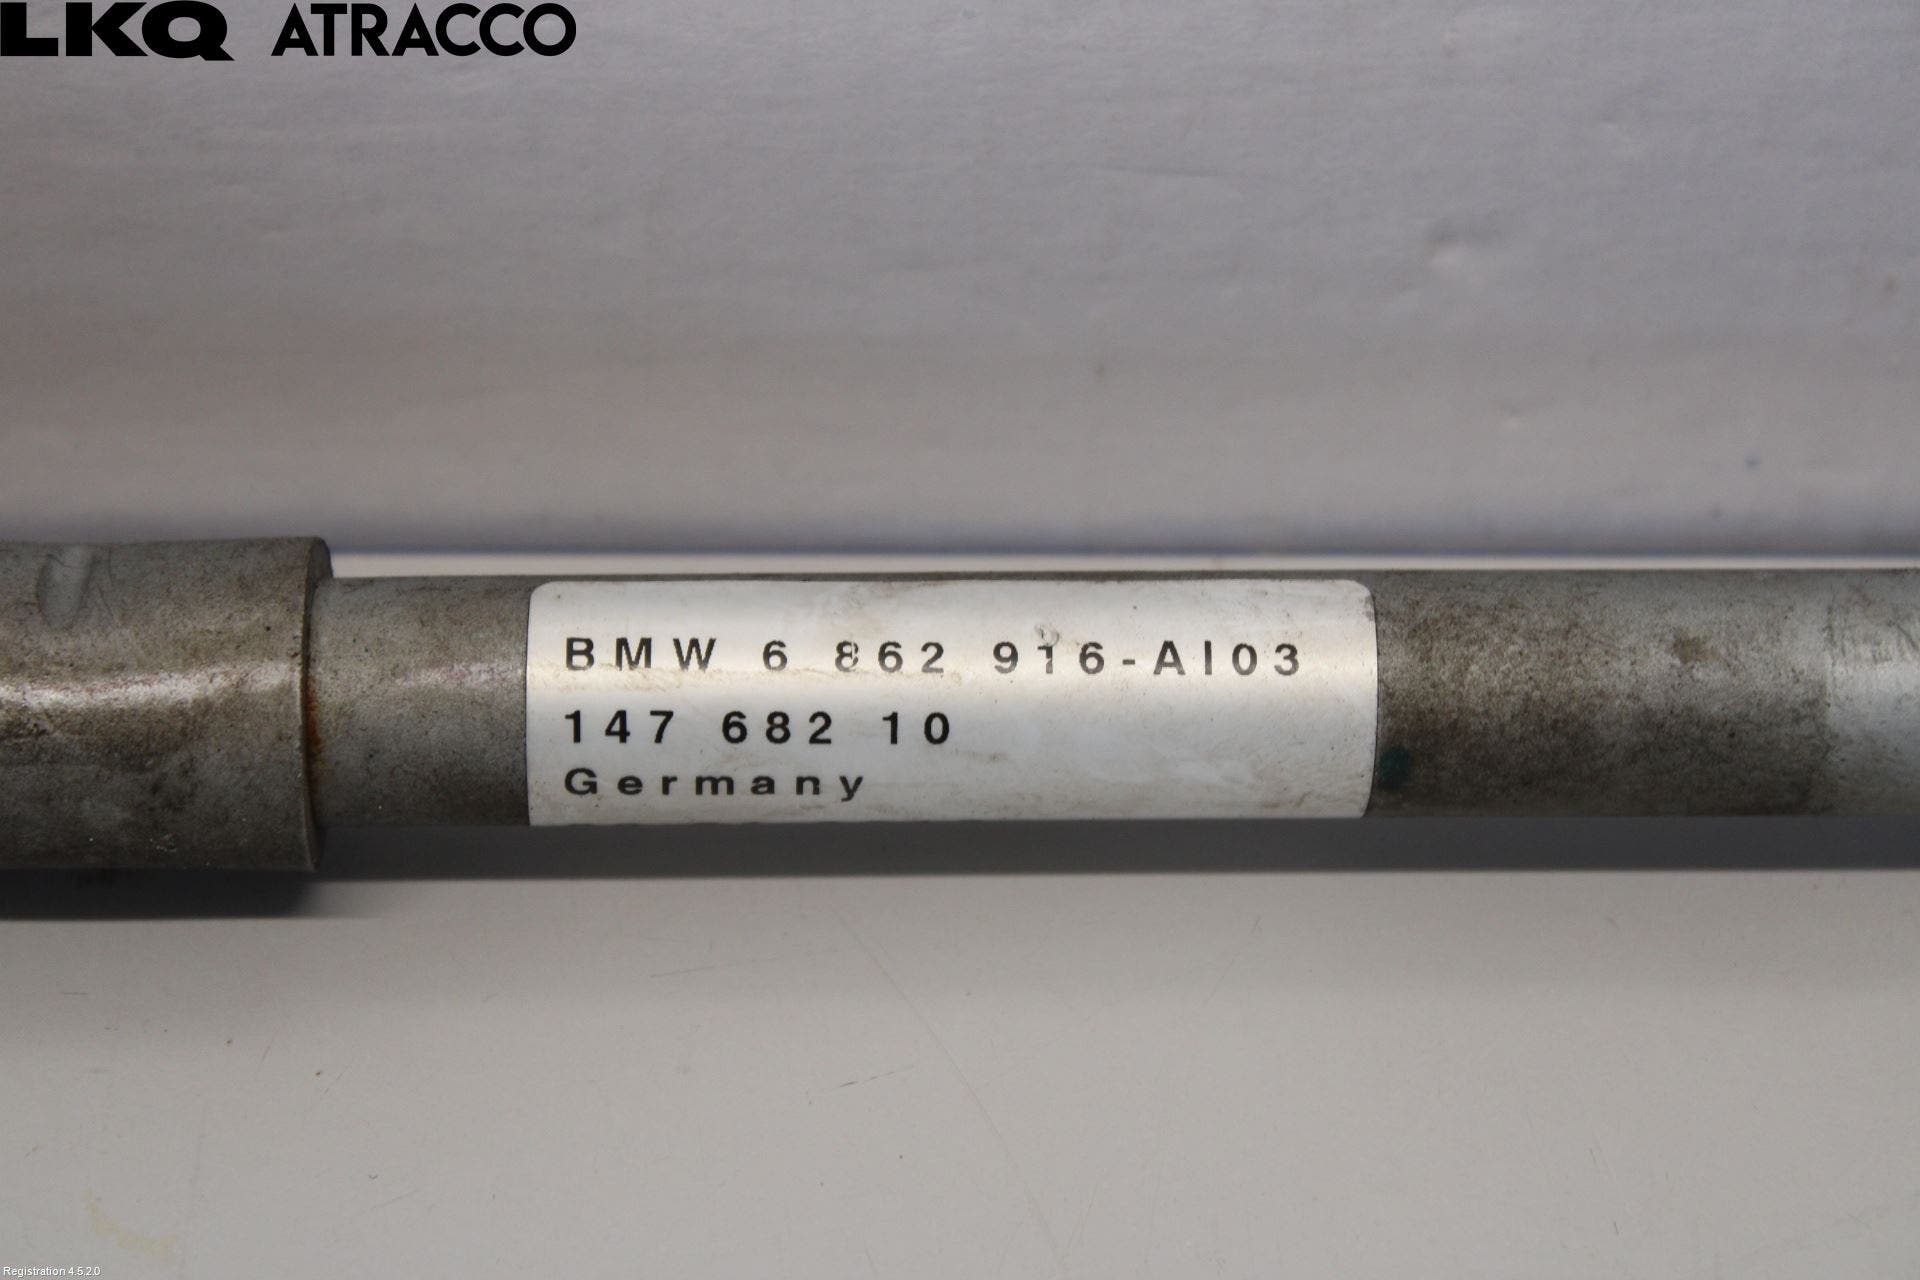 LKQ ATRACCO
BMW 6 862 916-AI03
147 682 10
Germany
Registration 4.5.2.0